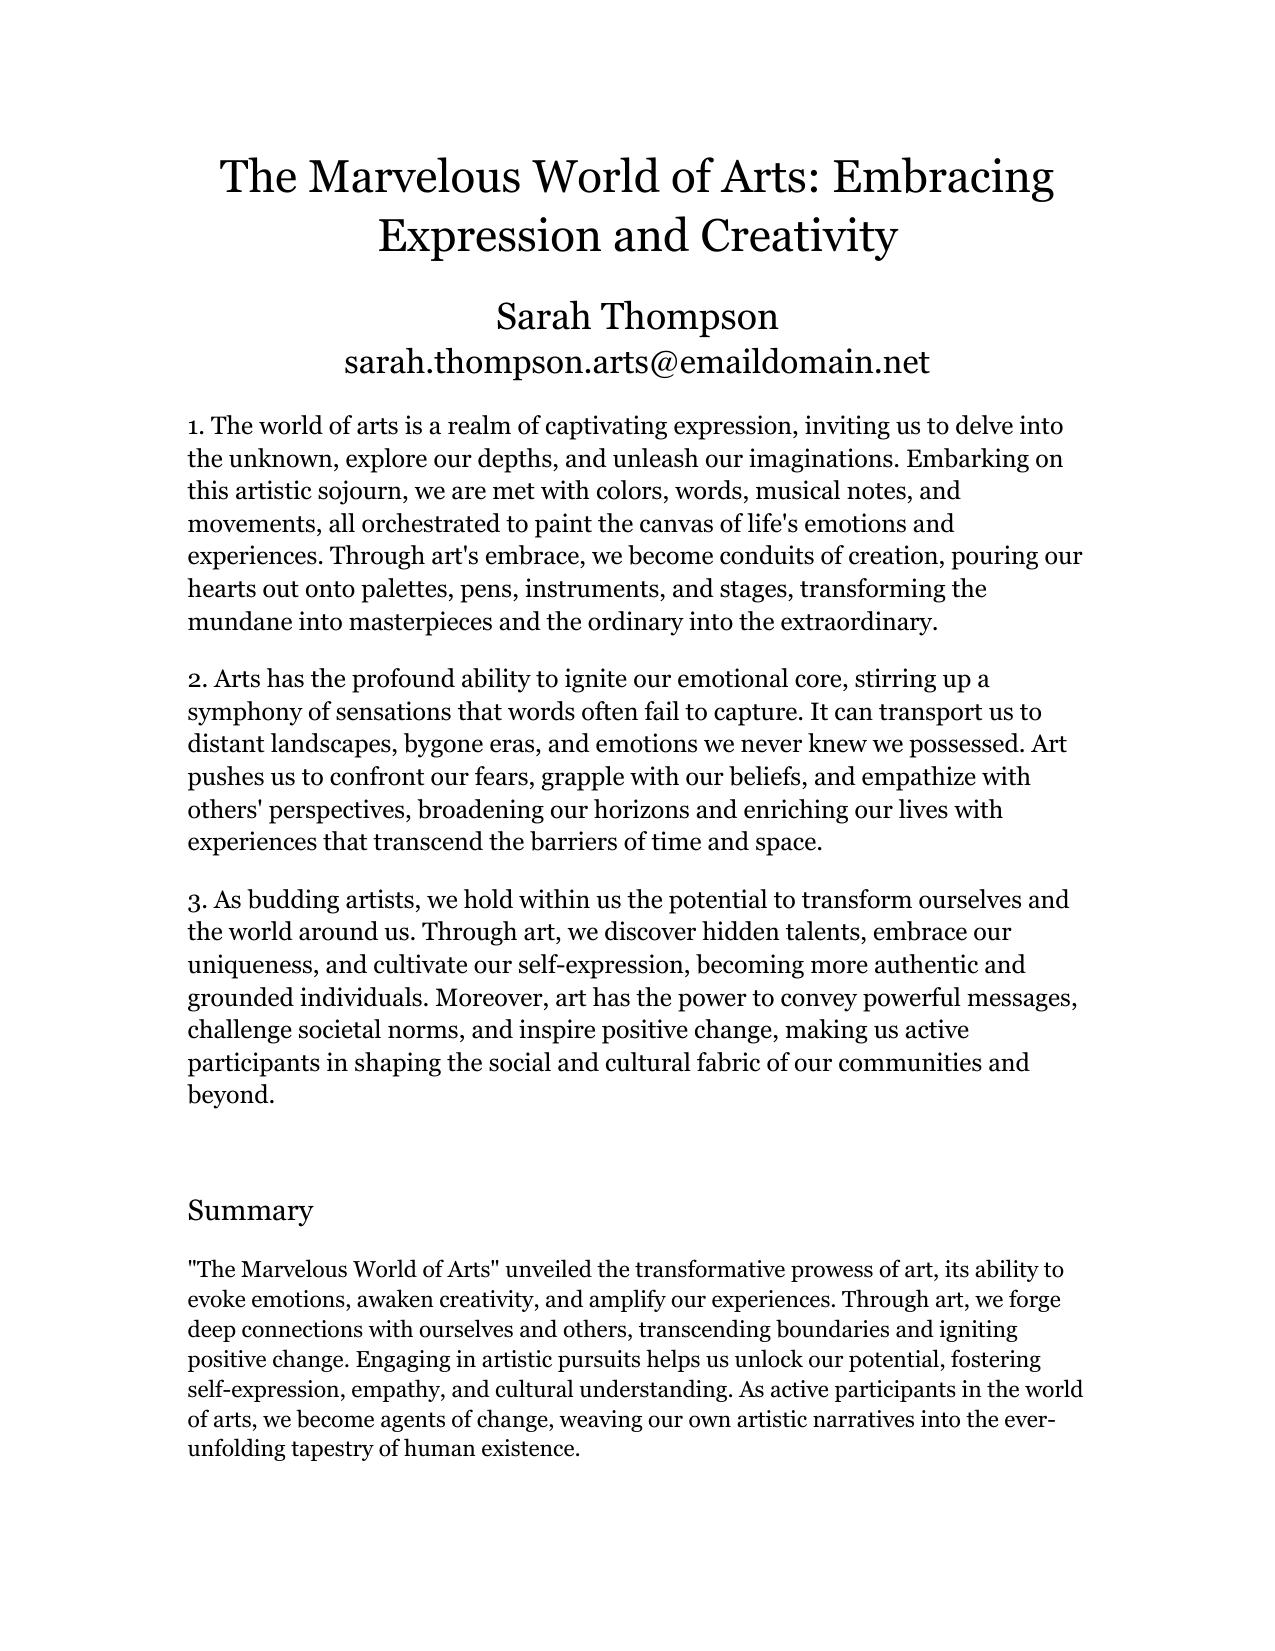 The Marvelous World of Arts: Embracing
Expression and Creativity
Sarah Thompson
sarah.thompson.arts@emaildomain.net
1. The world of arts is a realm of captivating expression, inviting us to delve into
the unknown, explore our depths, and unleash our imaginations. Embarking on
this artistic sojourn, we are met with colors, words, musical notes, and
movements, all orchestrated to paint the canvas of life's emotions and
experiences. Through art's embrace, we become conduits of creation, pouring our
hearts out onto palettes, pens, instruments, and stages, transforming the
mundane into masterpieces and the ordinary into the extraordinary.
2. Arts has the profound ability to ignite our emotional core, stirring up a
symphony of sensations that words often fail to capture. It can transport us to
distant landscapes, bygone eras, and emotions we never knew we possessed. Art
pushes us to confront our fears, grapple with our beliefs, and empathize with
others' perspectives, broadening our horizons and enriching our lives with
experiences that transcend the barriers of time and space.
3. As budding artists, we hold within us the potential to transform ourselves and
the world around us. Through art, we discover hidden talents, embrace our
uniqueness, and cultivate our self-expression, becoming more authentic and
grounded individuals. Moreover, art has the power to convey powerful messages,
challenge societal norms, and inspire positive change, making us active
participants in shaping the social and cultural fabric of our communities and
beyond.
Summary
"The Marvelous World of Arts" unveiled the transformative prowess of art, its ability to
evoke emotions, awaken creativity, and amplify our experiences. Through art, we forge
deep connections with ourselves and others, transcending boundaries and igniting
positive change. Engaging in artistic pursuits helps us unlock our potential, fostering
self-expression, empathy, and cultural understanding. As active participants in the world
of arts, we become agents of change, weaving our own artistic narratives into the ever-
unfolding tapestry of human existence.